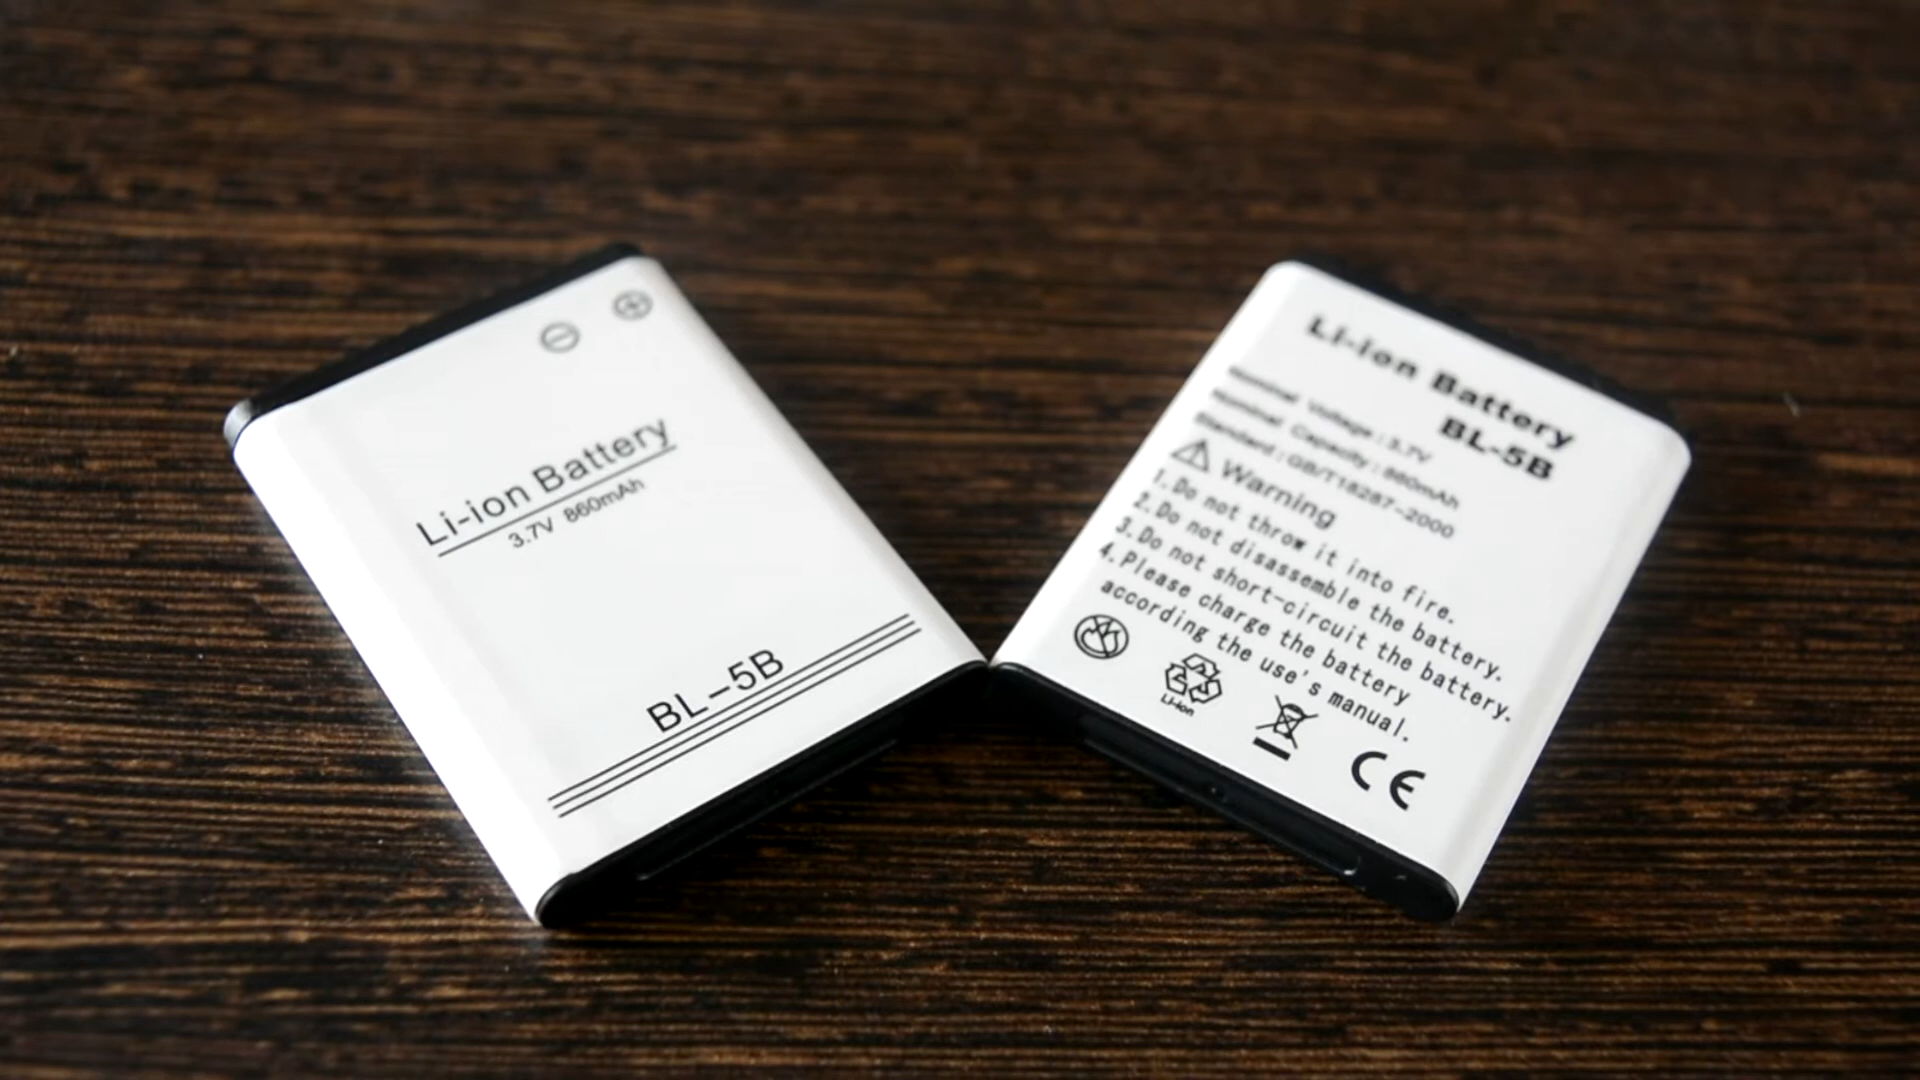 Li-ion Battery
3.7V 860mAh
BL-5B
Li-ion Battery
BL-5B
Nominal Voltage : 3.7V
Nominal Capacity : 860mAh
Standard : GB/T18287-2000
Warning
1. Do not throw it into fire.
2. Do not disassemble the battery.
3. Do not short-circuit the battery.
4. Please charge the battery
according the use's manual.
Li-ion
CE